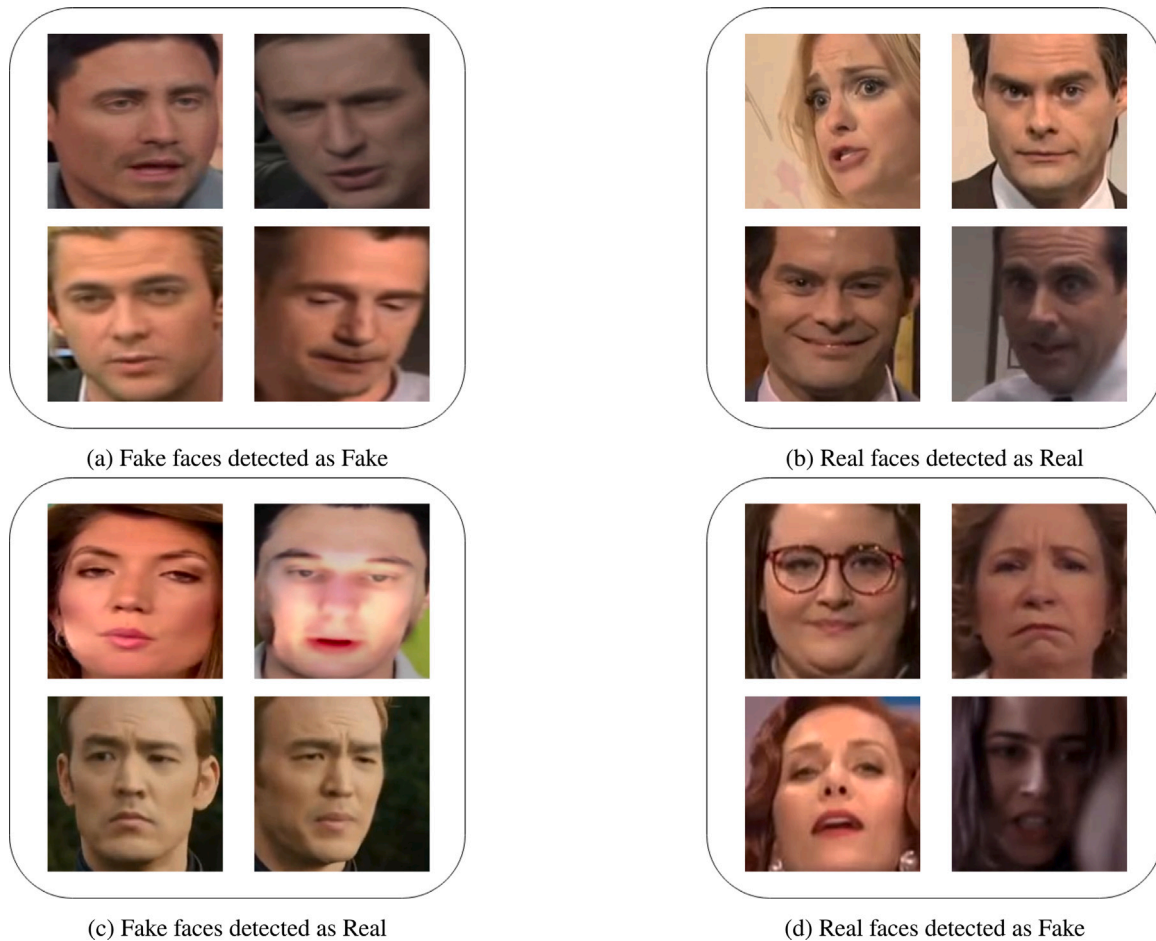 (a) Fake faces detected as Fake
(b) Real faces detected as Real
(c) Fake faces detected as Real
(d) Real faces detected as Fake